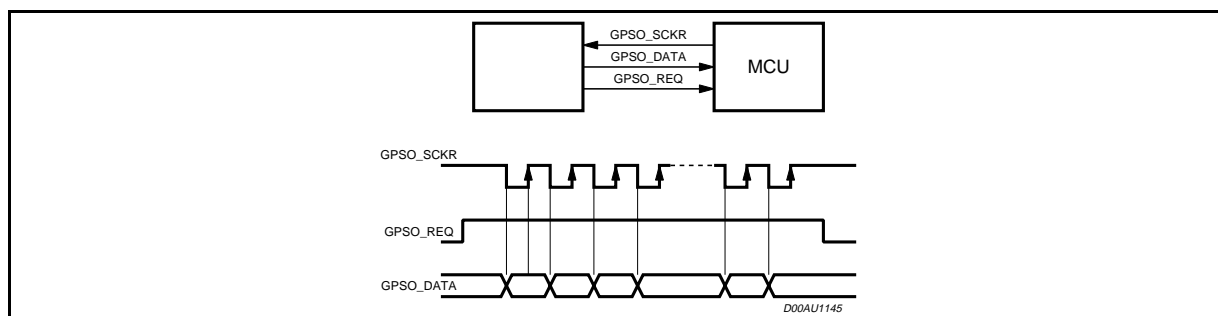 GPSO_SCKR
GPSO_DATA
GPSO_REQ
MCU
GPSO_SCKR
GPSO_REQ
GPSO_DATA
D00AU1145